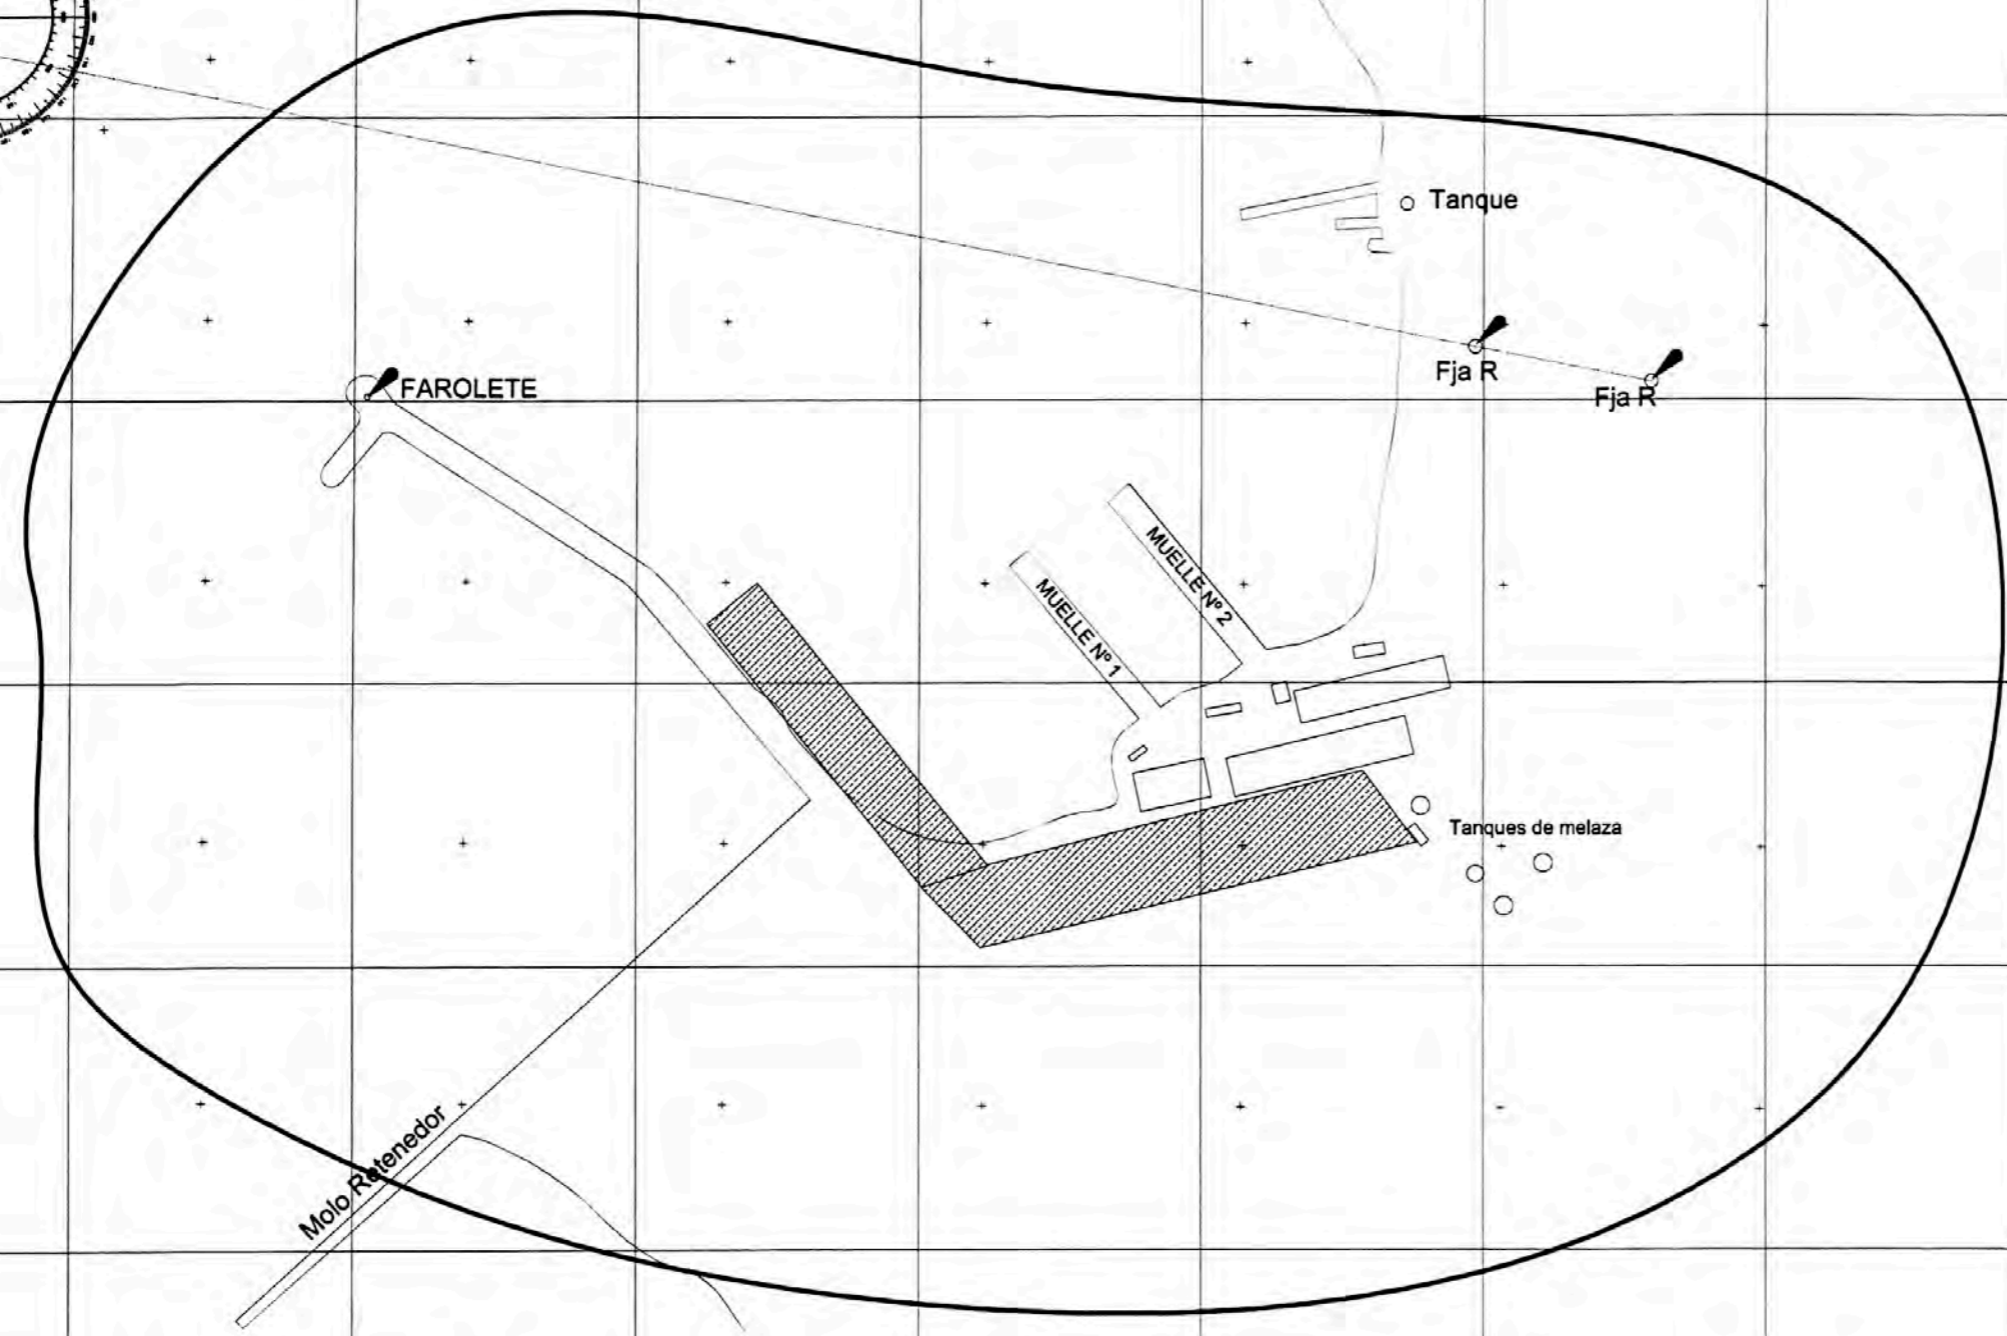 Tanque
Fja R
Fja R
FAROLETE
MUELLE Nº 2
MUELLE Nº 1
Tanques de melaza
Molo Retenedor